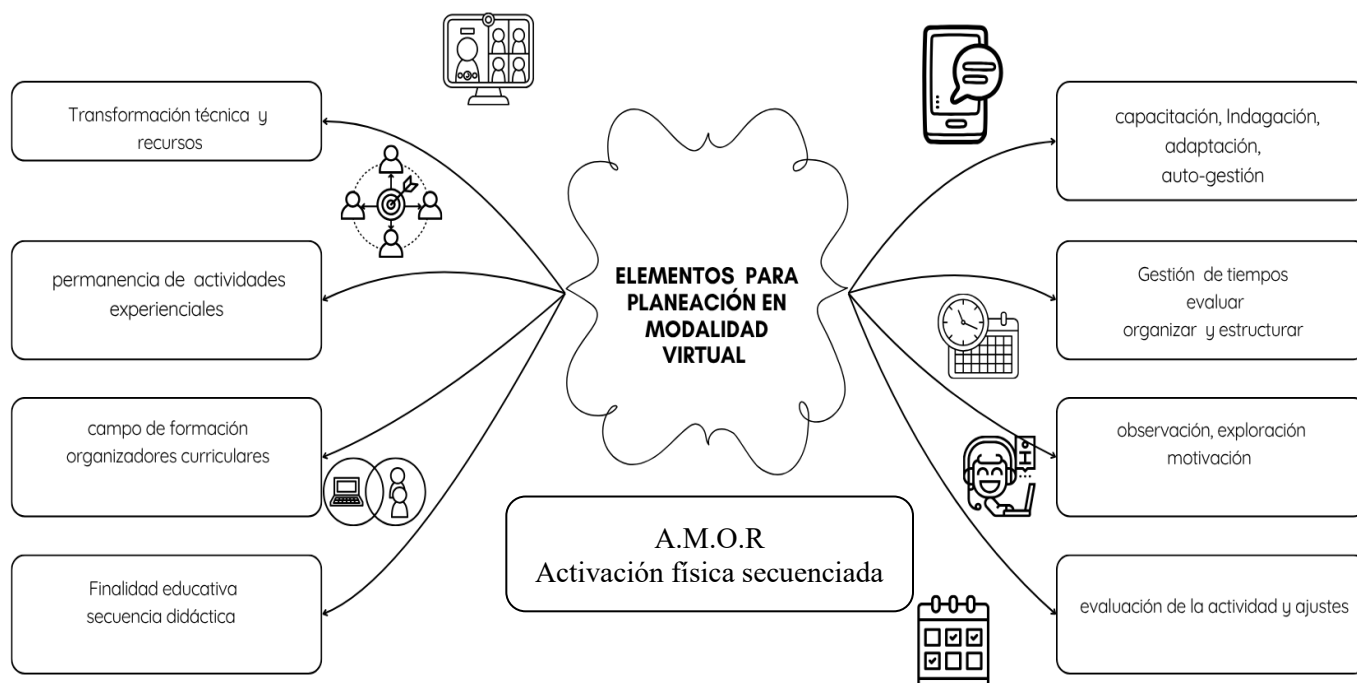 Transformación técnica y
recursos
permanencia de actividades
experienciales
campo de formación
organizadores curriculares
Finalidad educativa
secuencia didáctica
ELEMENTOS PARA
PLANEACIÓN EN
MODALIDAD
VIRTUAL
A.M.O.R
Activación física secuenciada
capacitación, Indagación,
adaptación,
auto-gestión
Gestión de tiempos
evaluar
organizar y estructurar
observación, exploración
motivación
evaluación de la actividad y ajustes